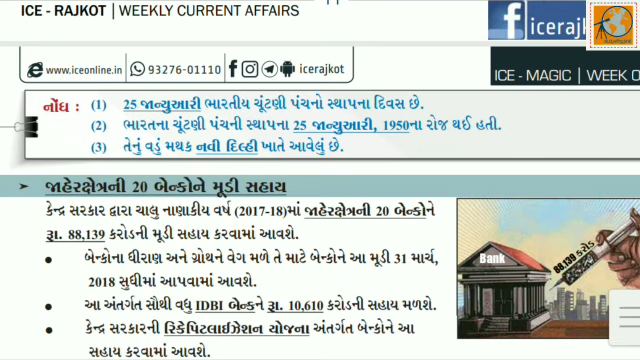 ICE - RAJKOT | WEEKLY CURRENT AFFAIRS
icerajk
www.iceonline.in 93276-01110 icerajkot
ICE - MAGIC | WEEK
નોંધ : (1) 25 જાન્યુઆરી ભારતીય ચૂંટણી પંચનો સ્થાપના દિવસ છે.
(2) ભારતના ચૂંટણી પંચની સ્થાપના 25 જાન્યુઆરી, 1950ના રોજ થઈ હતી.
(3) તેનું વડું મથક નવી દિલ્હી ખાતે આવેલું છે.
➤ જાહેરક્ષેત્રની 20 બેન્કોને મૂડી સહાય
કેન્દ્ર સરકાર દ્વારા ચાલુ નાણાકીય વર્ષ (2017-18)માં જાહેરક્ષેત્રની 20 બેન્કોને
રૂા. 88,139 કરોડની મૂડી સહાય કરવામાં આવશે.
● બેન્કોના ધીરાણ અને ગ્રોથને વેગ મળે તે માટે બેન્કોને આ મૂડી 31 માર્ચ,
2018 સુધીમાં આપવામાં આવશે.
● આ અંતર્ગત સૌથી વધુ IDBI બેન્કને રૂા. 10,610 કરોડની સહાય મળશે.
● કેન્દ્ર સરકારની રિકેપિટલાઈઝેશન યોજના અંતર્ગત બેન્કોને આ
સહાય કરવામાં આવશે.
Bank
88,139 કરોડ